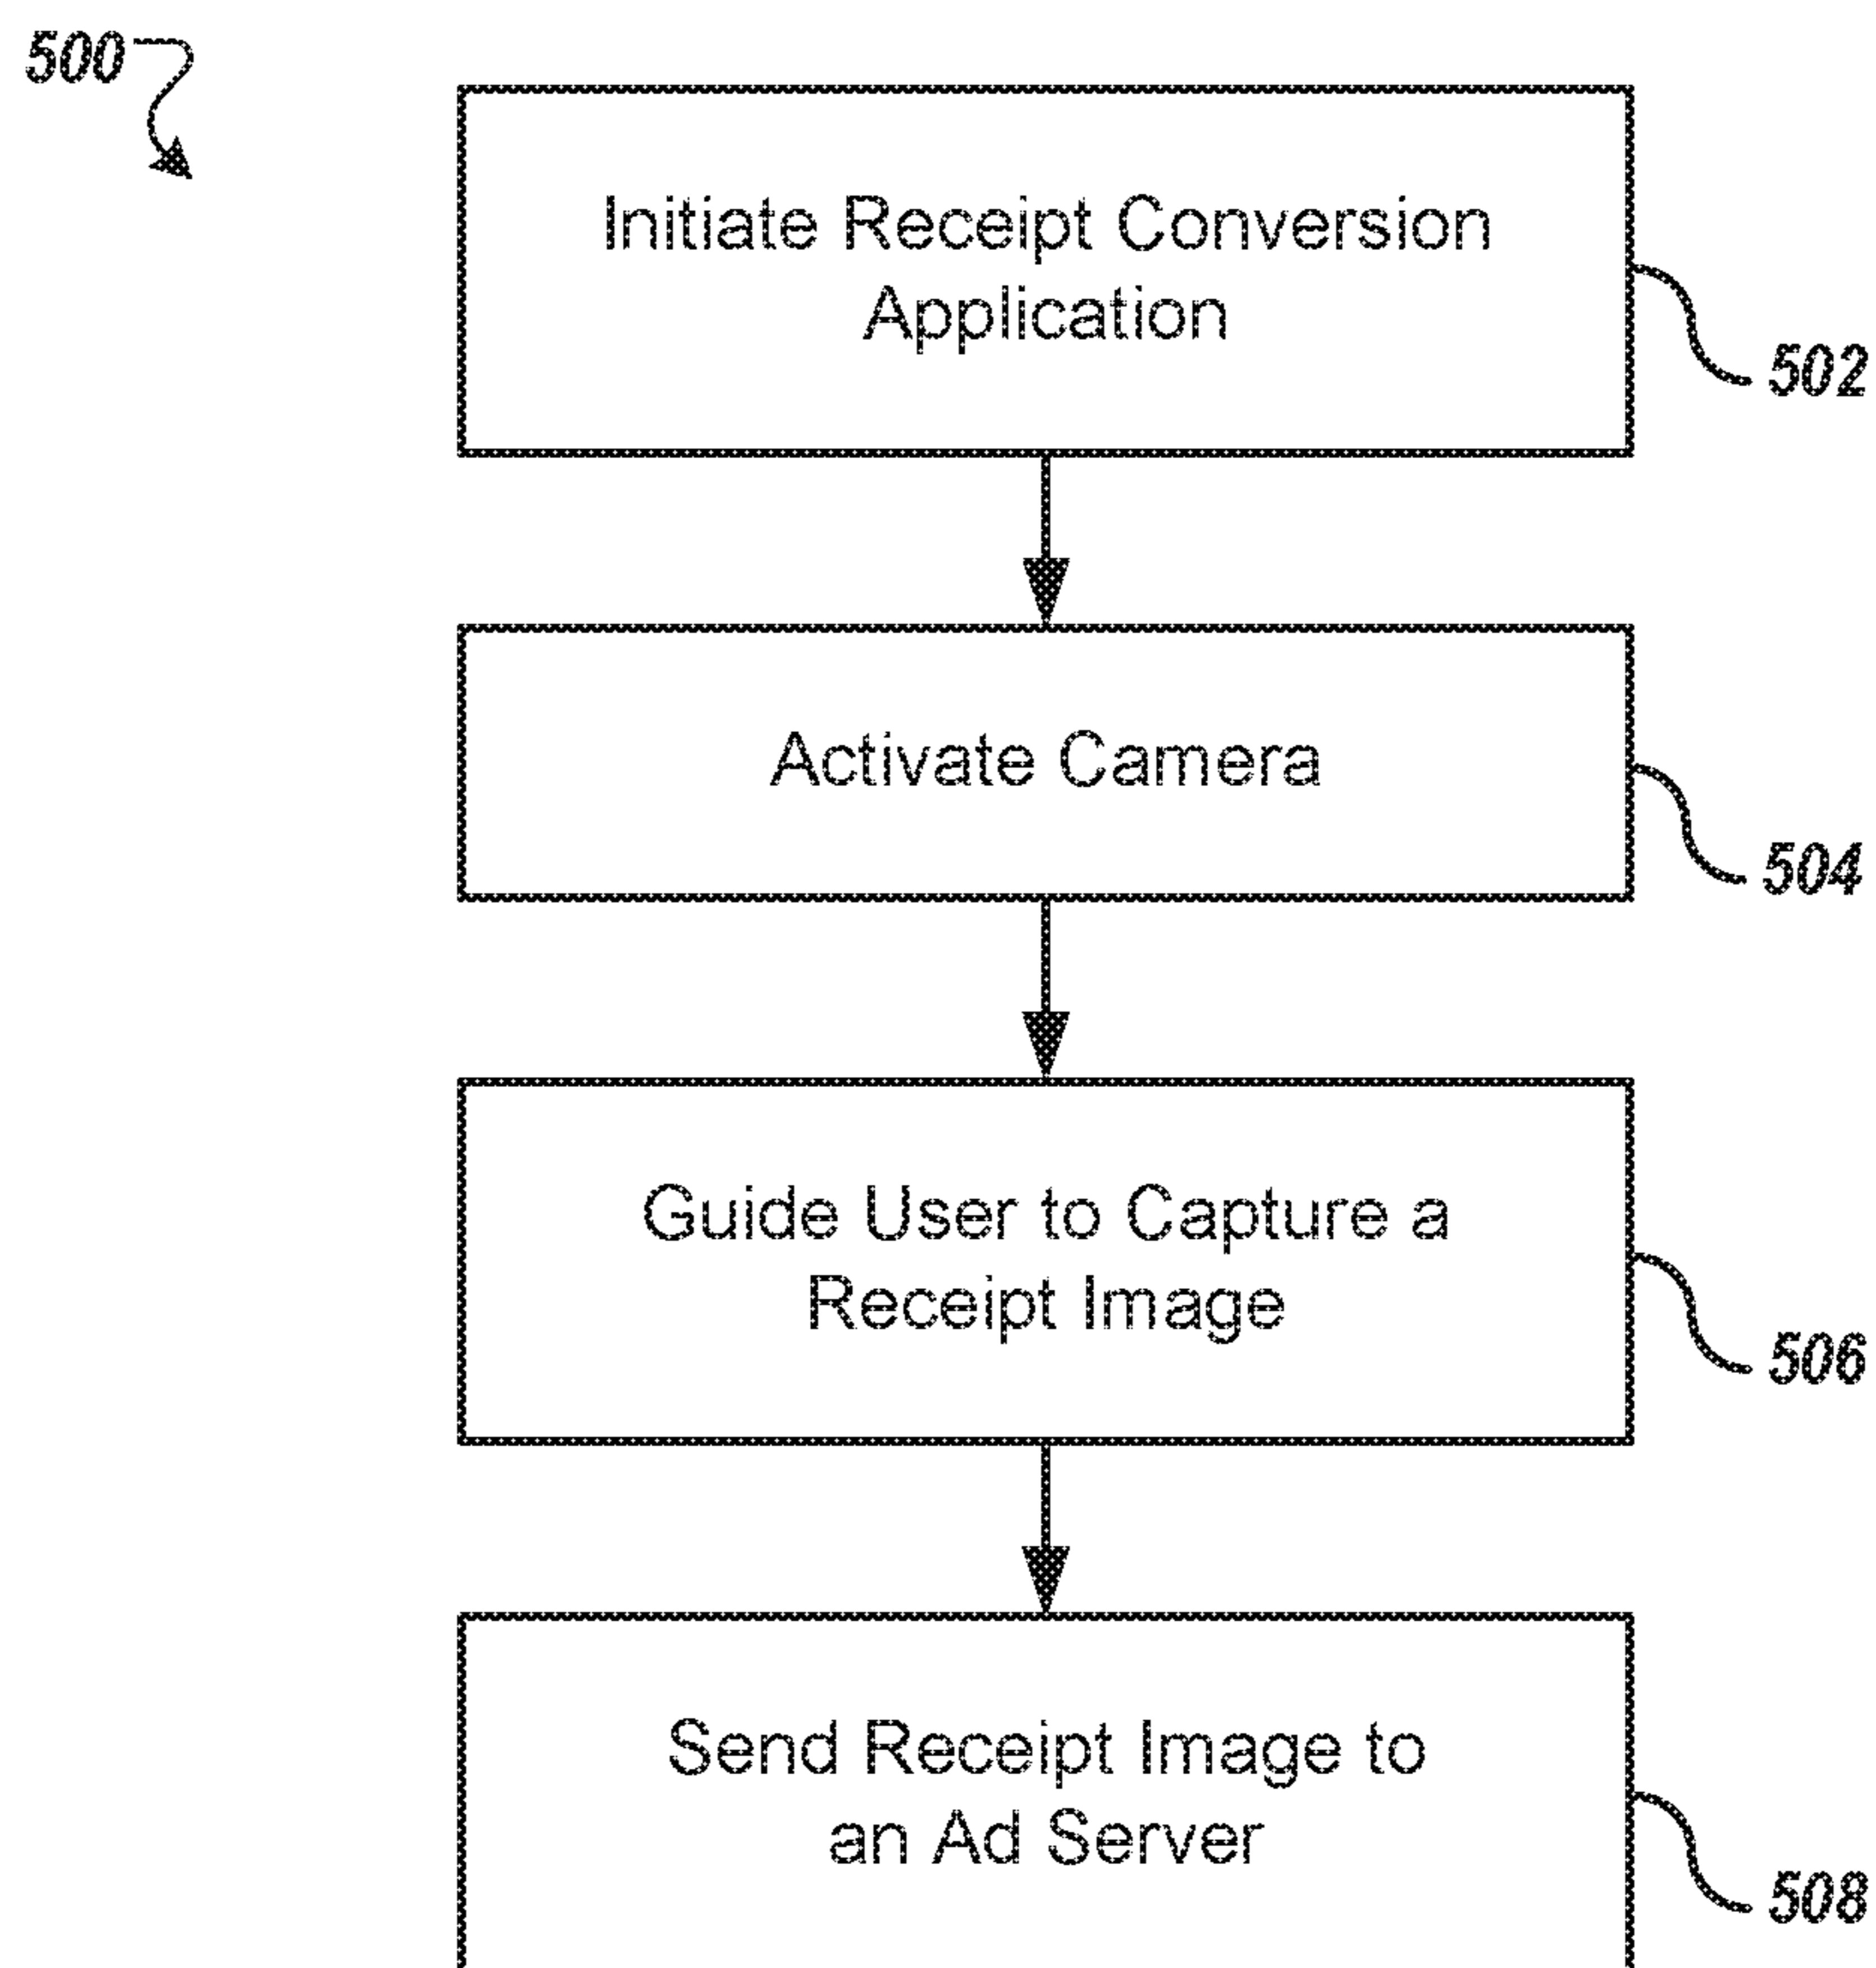 500
Initiate Receipt Conversion
Application
502
Activate Camera
504
Guide User to Capture a
Receipt Image
506
Send Receipt Image to
an Ad Server
508